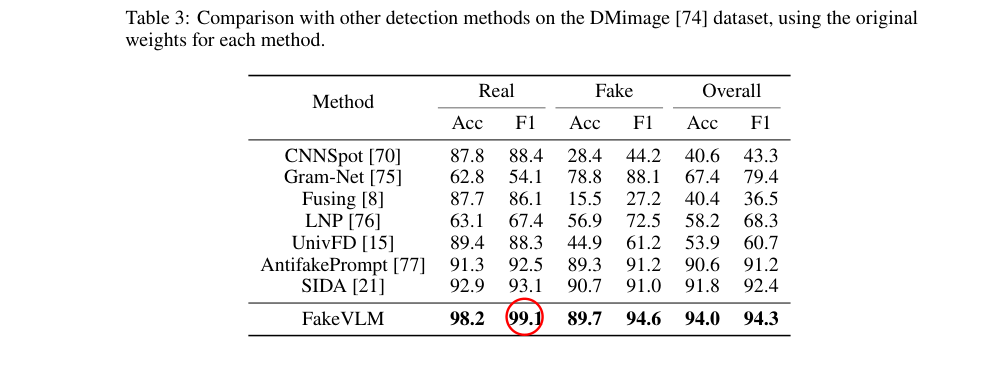 Table 3: Comparison with other detection methods on the DMimage [74] dataset, using the original
weights for each method.
Method Real Fake Overall
Acc F1 Acc F1 Acc F1
CNNSpot [70] 87.8 88.4 28.4 44.2 40.6 43.3
Gram-Net [75] 62.8 54.1 78.8 88.1 67.4 79.4
Fusing [8] 87.7 86.1 15.5 27.2 40.4 36.5
LNP [76] 63.1 67.4 56.9 72.5 58.2 68.3
UnivFD [15] 89.4 88.3 44.9 61.2 53.9 60.7
AntifakePrompt [77] 91.3 92.5 89.3 91.2 90.6 91.2
SIDA [21] 92.9 93.1 90.7 91.0 91.8 92.4
FakeVLM 98.2 99.1 89.7 94.6 94.0 94.3